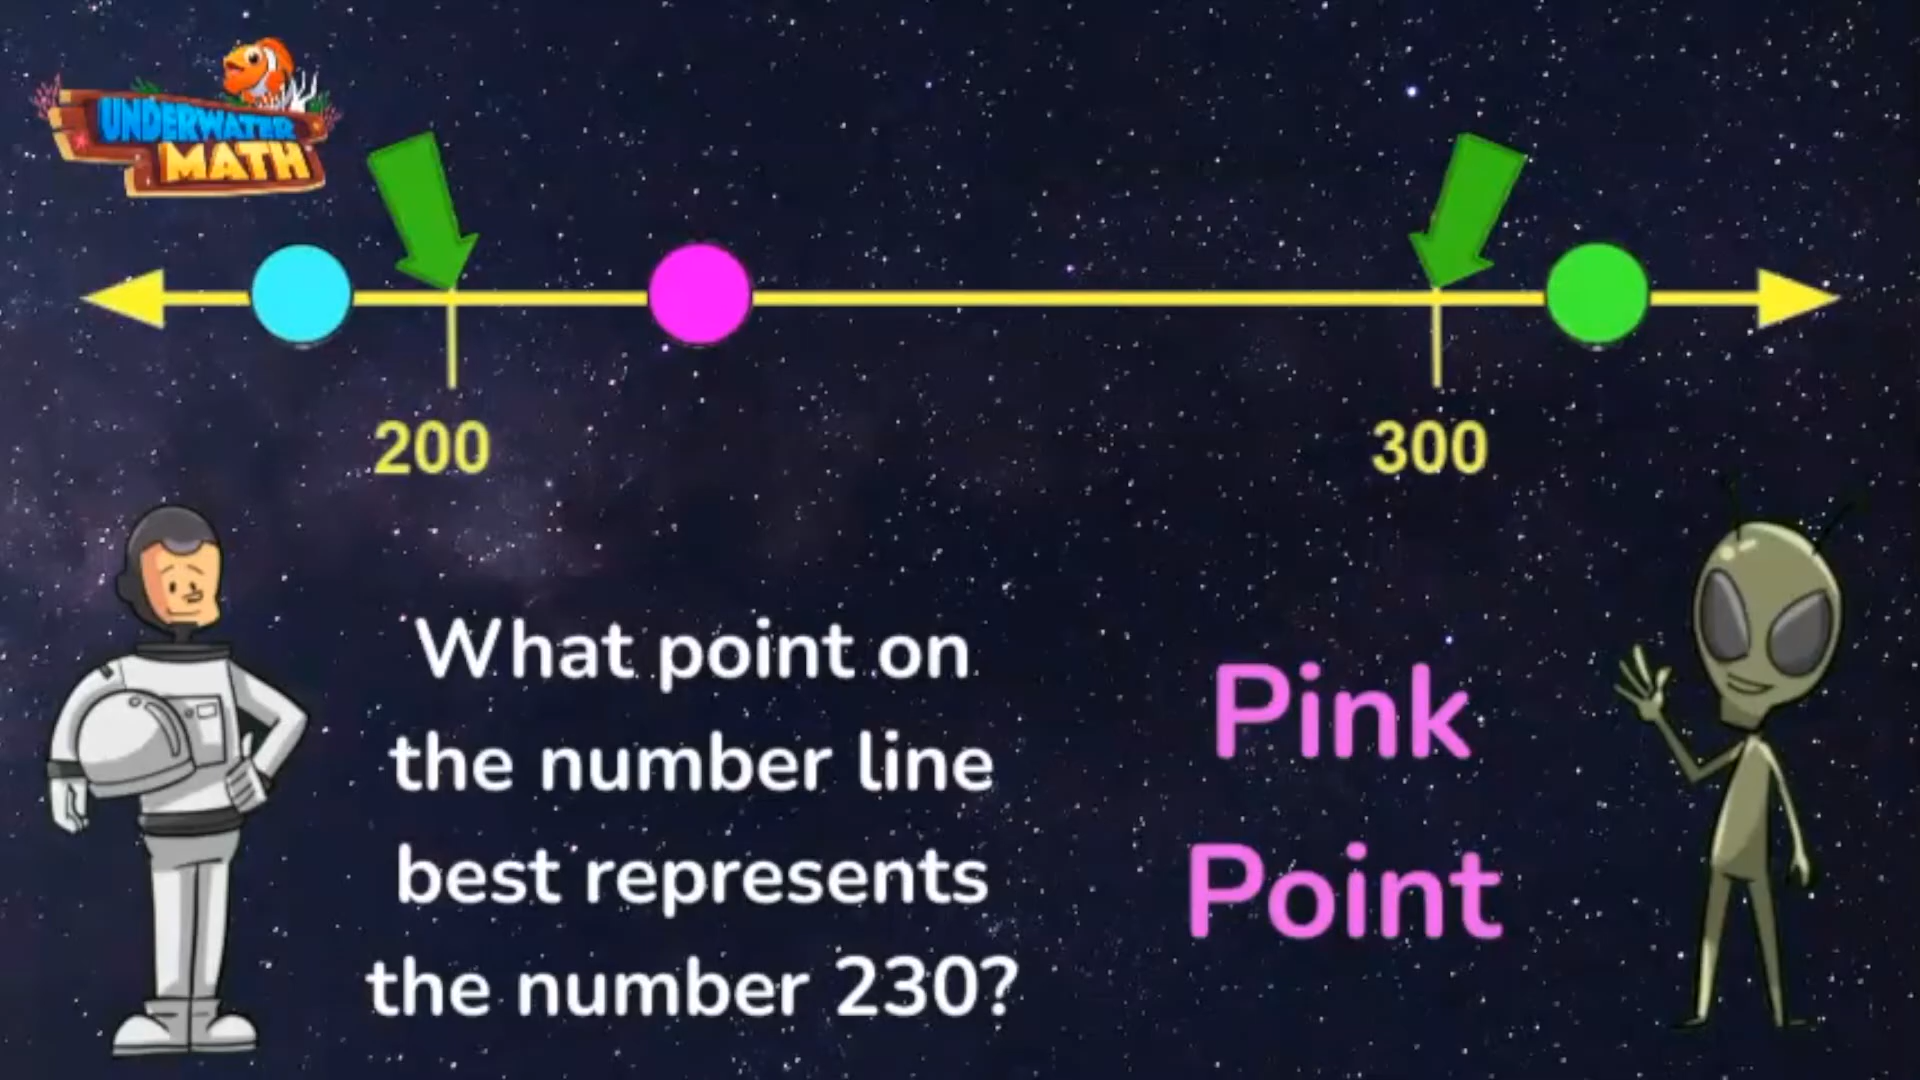 UNDERWATER
MATH
200
300
What point on
the number line
best represents
the number 230?
Pink
Point